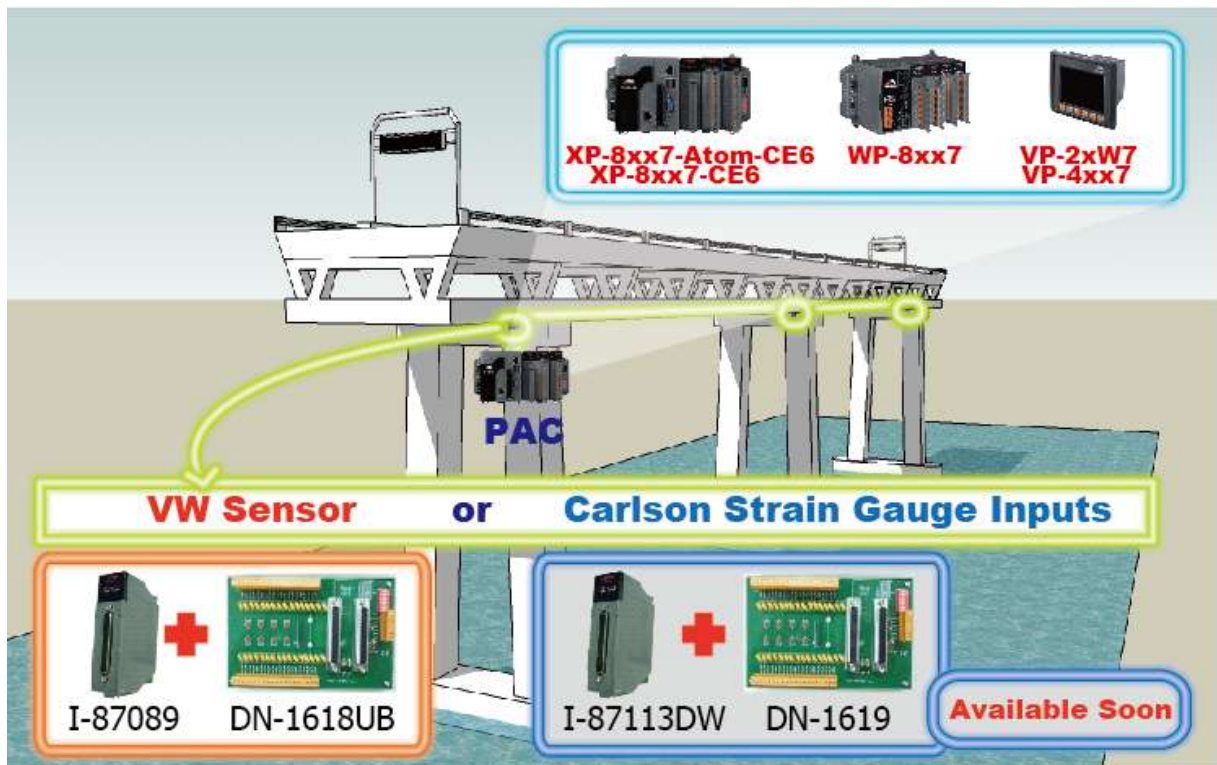 XP-8xx7-Atom-CE6
XP-8xx7-CE6
WP-8xx7
VP-2xW7
VP-4xx7
PAC
VW Sensor or Carlson Strain Gauge Inputs
I-87089
DN-1618UB
I-87113DW
DN-1619
Available Soon